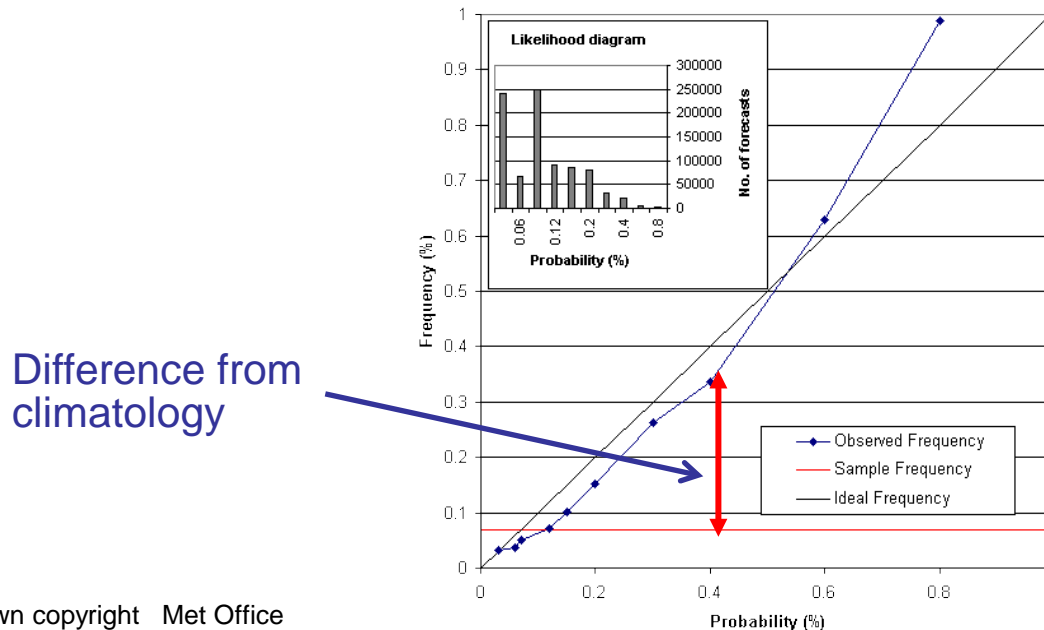 Difference from
climatology
wn copyright   Met Office
Frequency (%)
1
0.9
0.8
0.7
0.6
0.5
0.4
0.3
0.2
0.1
0
0
0.2
0.4
0.6
0.8
Probability (%)
Likelihood diagram
300000
250000
200000
150000
100000
50000
0
No. of forecasts
0.06
0.12
0.2
0.4
0.8
Probability (%)
Observed Frequency
Sample Frequency
Ideal Frequency